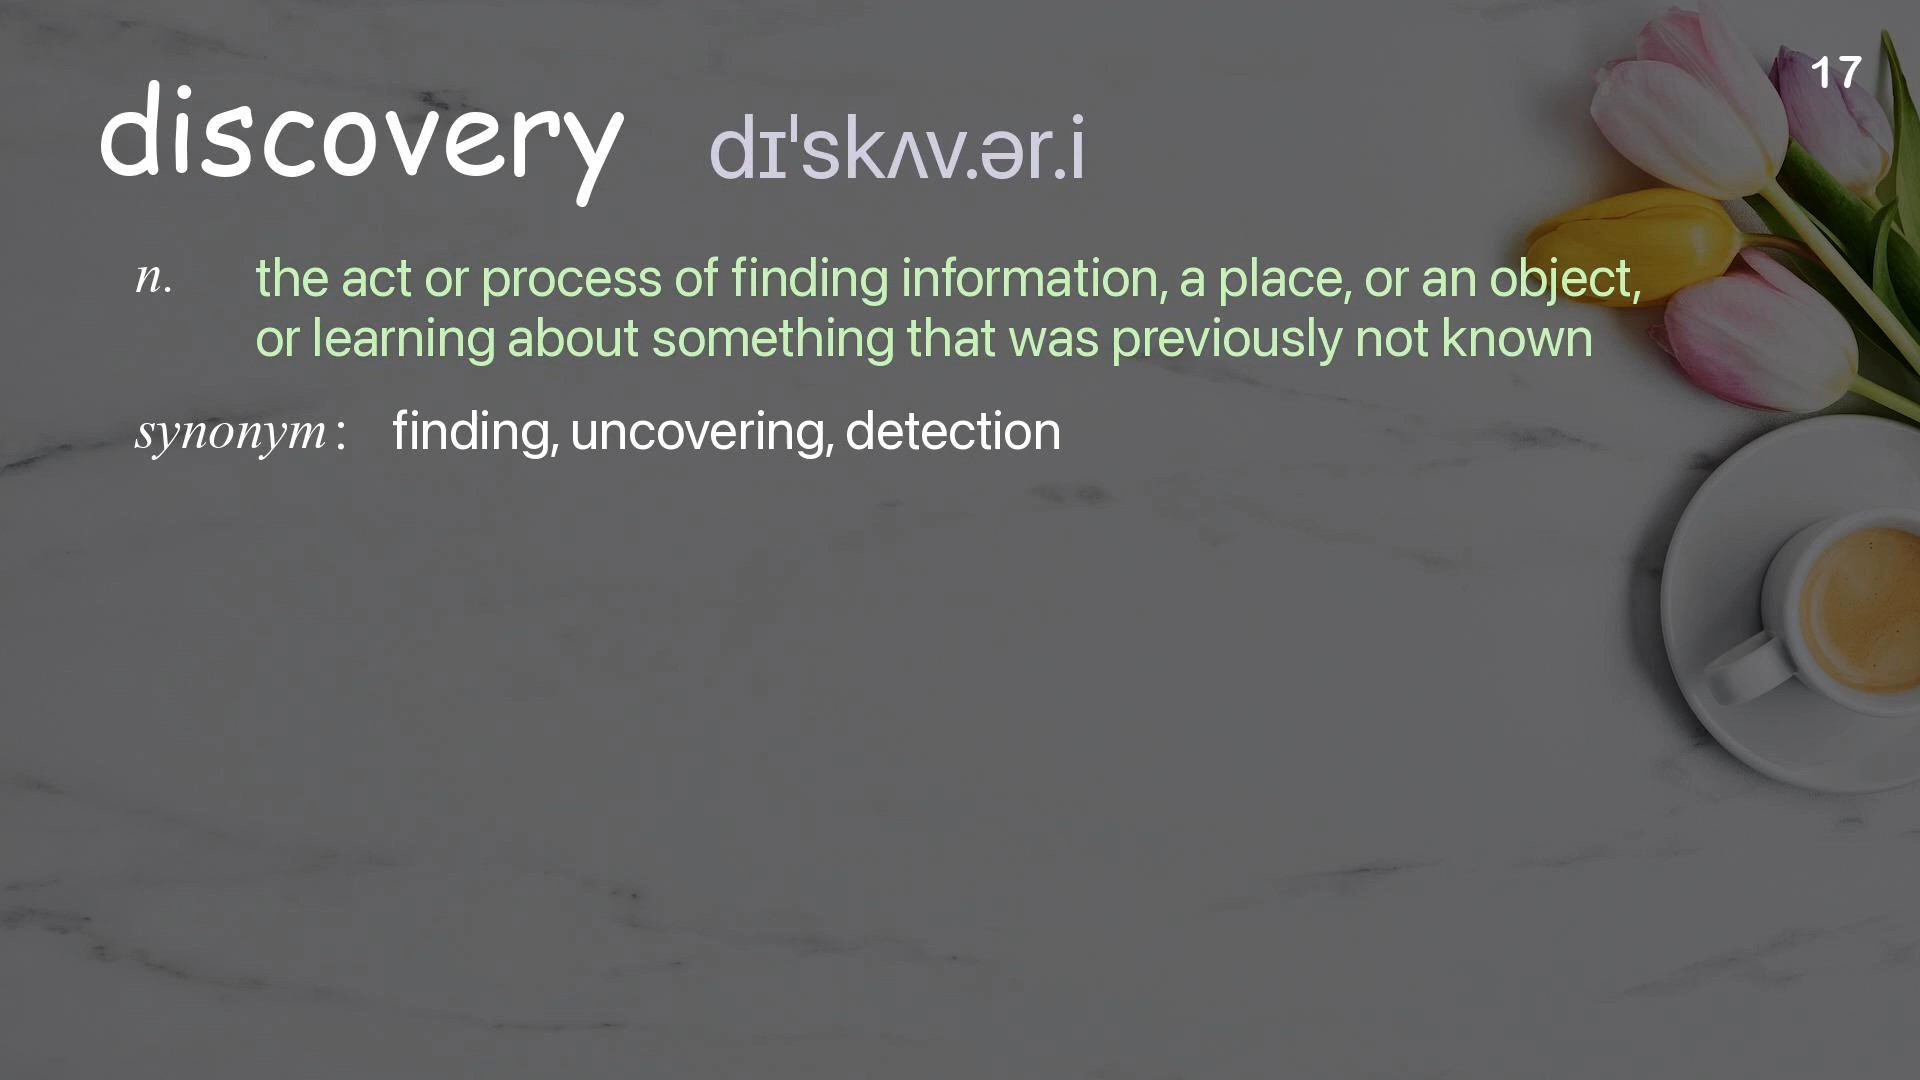 17
discovery dɪˈskʌv.ər.i
n. the act or process of finding information, a place, or an object,
or learning about something that was previously not known
synonym: finding, uncovering, detection